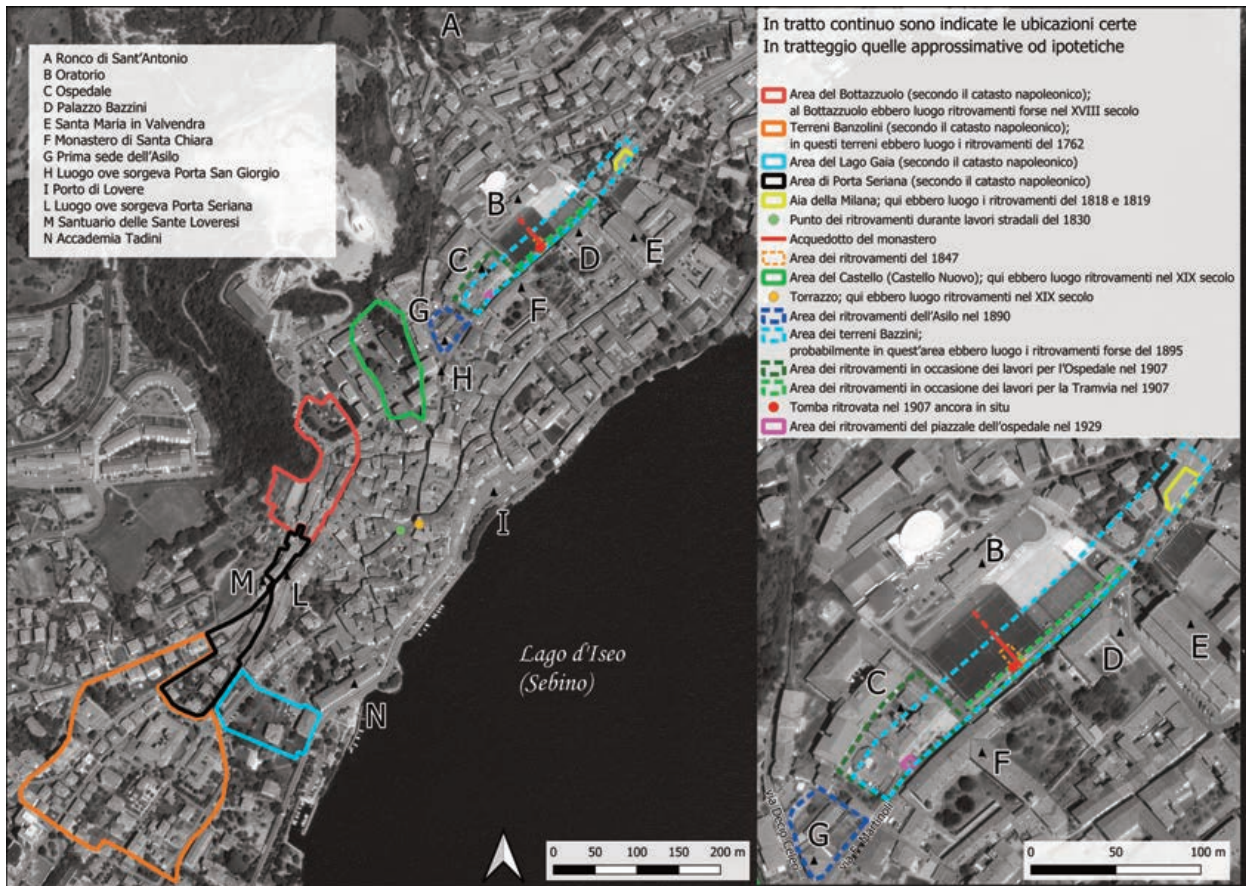 A Ronco di Sant'Antonio
B Oratorio
C Ospedale
D Palazzo Bazzini
E Santa Maria in Valvendra
F Monastero di Santa Chiara
G Prima sede dell'Asilo
H Luogo ove sorgeva Porta San Giorgio
I Porto di Lovere
L Luogo ove sorgeva Porta Seriana
M Santuario delle Sante Loveresi
N Accademia Tadini
A
B
C
D
E
F
G
H
I
L
M
N
Lago d'Iseo
(Sebino)
0 50 100 150 200 m
In tratto continuo sono indicate le ubicazioni certe
In tratteggio quelle approssimative od ipotetiche
Area del Bottazzuolo (secondo il catasto napoleonico);
al Bottazzuolo ebbero luogo ritrovamenti forse nel XVIII secolo
Terreni Banzolini (secondo il catasto napoleonico);
in questi terreni ebbero luogo i ritrovamenti del 1762
Area del Lago Gaia (secondo il catasto napoleonico)
Area di Porta Seriana (secondo il catasto napoleonico)
Aia della Milana; qui ebbero luogo i ritrovamenti del 1818 e 1819
Punto dei ritrovamenti durante lavori stradali del 1830
Acquedotto del monastero
Area dei ritrovamenti del 1847
Area del Castello (Castello Nuovo); qui ebbero luogo ritrovamenti nel XIX secolo
Torrazzo; qui ebbero luogo ritrovamenti nel XIX secolo
Area dei ritrovamenti dell'Asilo nel 1890
Area dei terreni Bazzini;
probabilmente in quest'area ebbero luogo i ritrovamenti forse del 1895
Area dei ritrovamenti in occasione dei lavori per l'Ospedale nel 1907
Area dei ritrovamenti in occasione dei lavori per la Tramvia nel 1907
Tomba ritrovata nel 1907 ancora in situ
Area dei ritrovamenti del piazzale dell'ospedale nel 1929
B
C
D
E
F
G
via Decio Celeri
via F. Martinoli
0 50 100 m